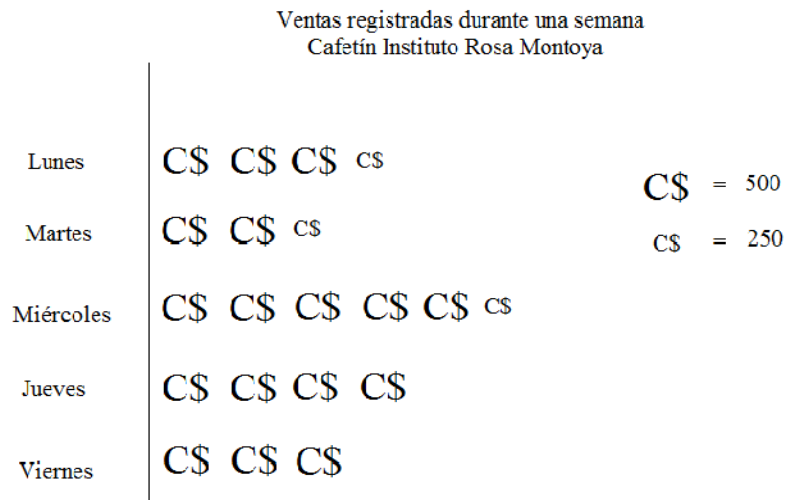 Ventas registradas durante una semana
Cafetín Instituto Rosa Montoya
Lunes C$ C$ C$ C$
C$ = 500
Martes C$ C$ C$
C$ = 250
Miércoles C$ C$ C$ C$ C$ C$
Jueves C$ C$ C$ C$
Viernes C$ C$ C$